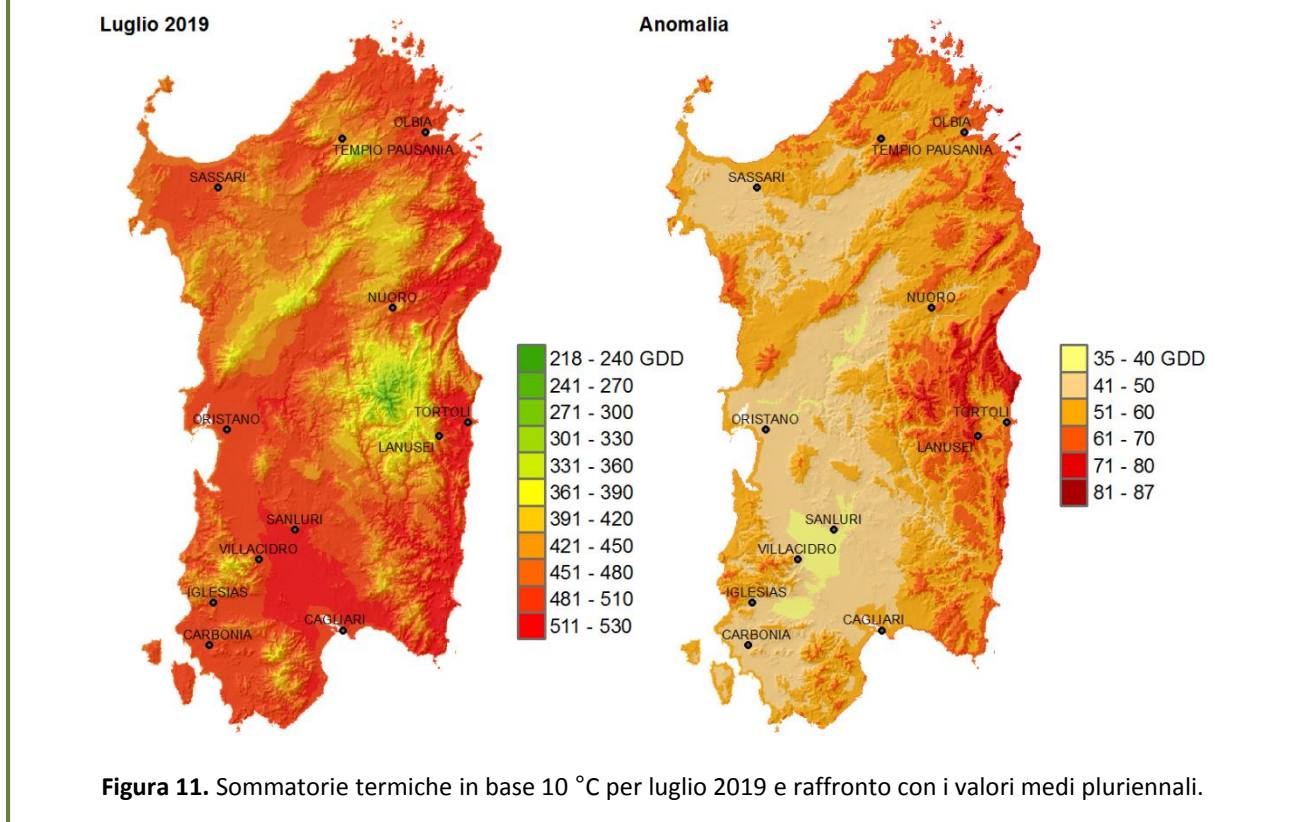 Luglio 2019
OLBIA
TEMPIO PAUSANIA
SASSARI
NUORO
ORISTANO
TORTOLI
LANUSEI
SANLURI
VILLACIDRO
IGLESIAS
CAGLIARI
CARBONIA
218 - 240 GDD
241 - 270
271 - 300
301 - 330
331 - 360
361 - 390
391 - 420
421 - 450
451 - 480
481 - 510
511 - 530
Anomalia
OLBIA
TEMPIO PAUSANIA
SASSARI
NUORO
ORISTANO
TORTOLI
LANUSEI
SANLURI
VILLACIDRO
IGLESIAS
CAGLIARI
CARBONIA
35 - 40 GDD
41 - 50
51 - 60
61 - 70
71 - 80
81 - 87
Figura 11. Sommatorie termiche in base 10 °C per luglio 2019 e raffronto con i valori medi pluriennali.